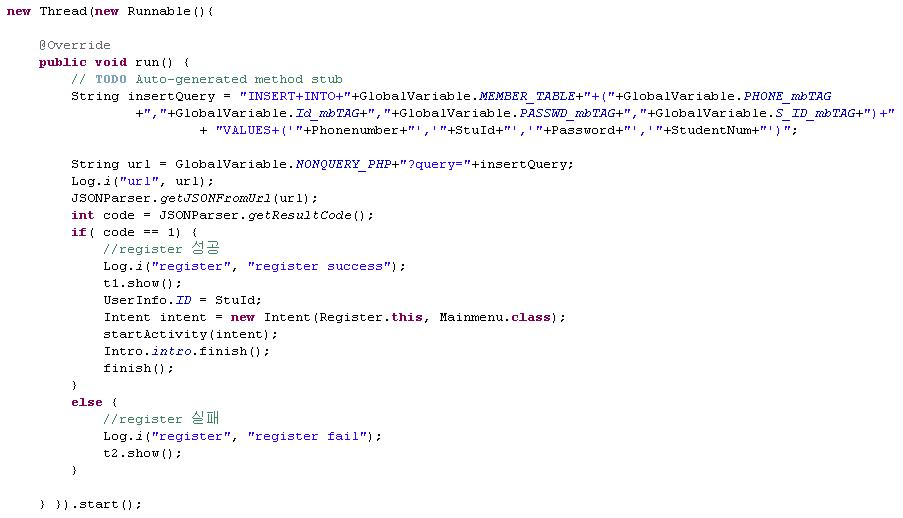 new Thread(new Runnable(){
@Override
public void run() {
// TODO Auto-generated method stub
String insertQuery = "INSERT+INTO+"+GlobalVariable.MEMBER_TABLE+"+("+GlobalVariable.PHONE_mbTAG
+","+GlobalVariable.Id_mbTAG+","+GlobalVariable.PASSWD_mbTAG+","+GlobalVariable.S_ID_mbTAG+")+"
+ "VALUES+('"+Phonenumber+"','"+StuId+"','"+Password+"','"+StudentNum+"')";
String url = GlobalVariable.NONQUERY_PHP+"?query="+insertQuery;
Log.i("url", url);
JSONParser.getJSONFromUrl(url);
int code = JSONParser.getResultCode();
if( code == 1) {
//register 성공
Log.i("register", "register success");
t1.show();
UserInfo.ID = StuId;
Intent intent = new Intent(Register.this, Mainmenu.class);
startActivity(intent);
Intro.intro.finish();
finish();
}
else {
//register 실패
Log.i("register", "register fail");
t2.show();
}
} }).start();